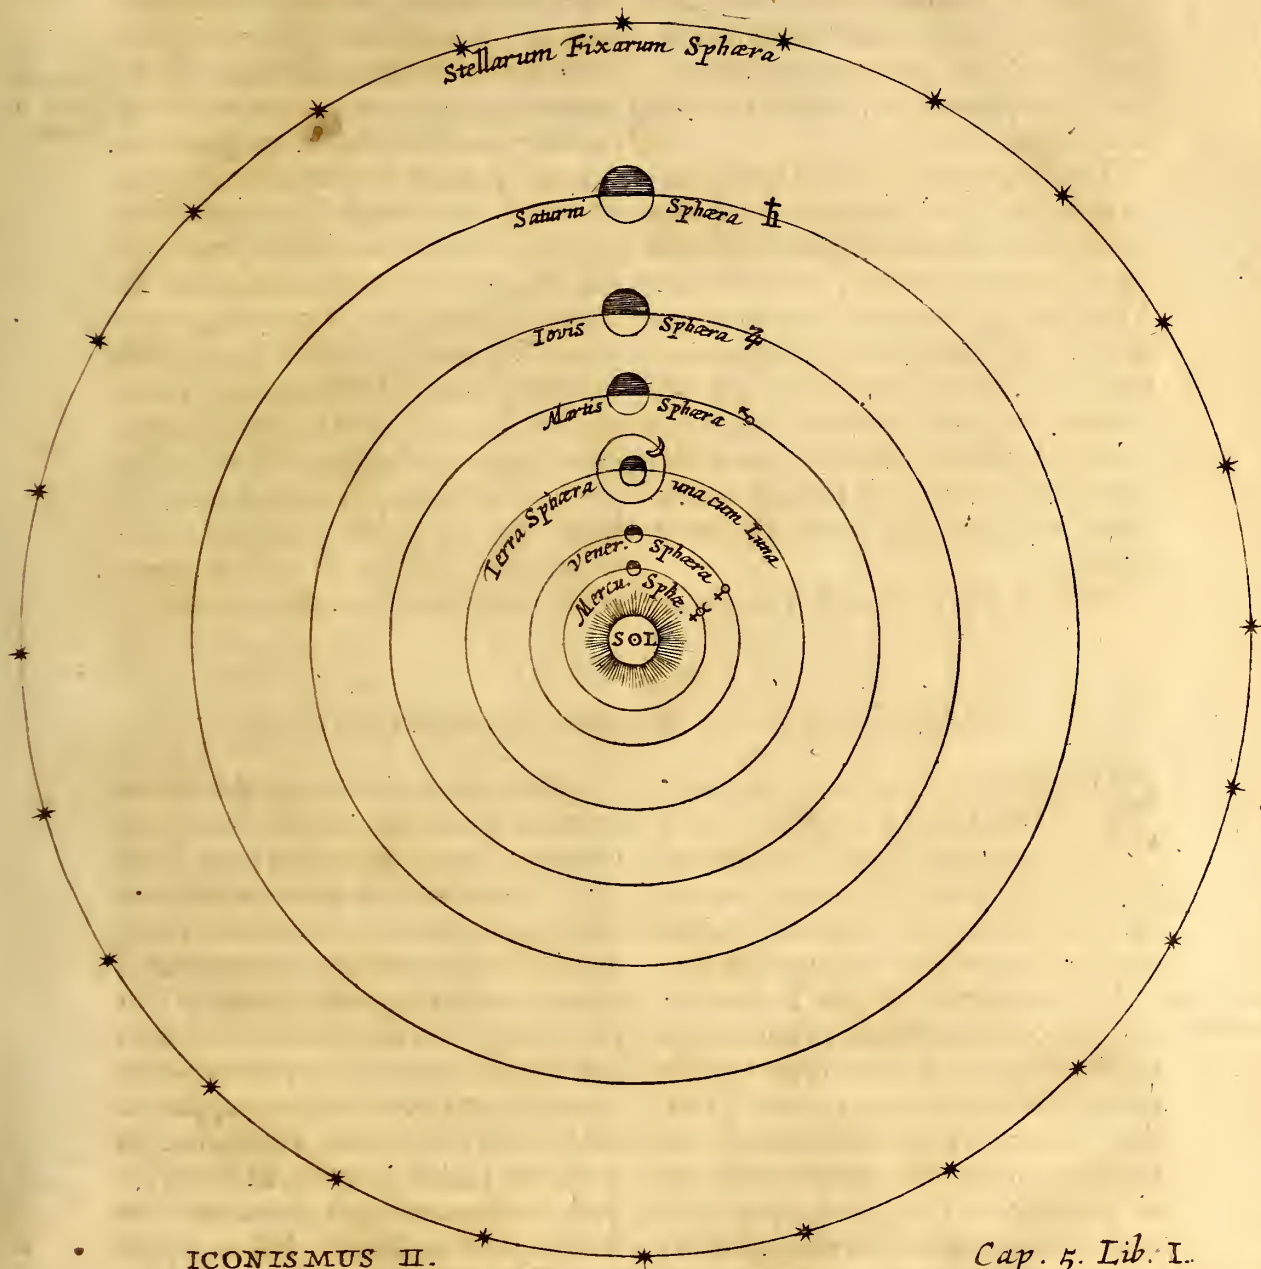 Stellarum Fixarum Sphæra
Saturni Sphæra ♄
Iovis Sphæra ♃
Martis Sphæra ♂
Terra Sphæra una cum Luna
Vener. Sphæra ♀
Mercu. Sphæ. ☿
SOL
ICONISMUS II.
Cap. 5. Lib. I.